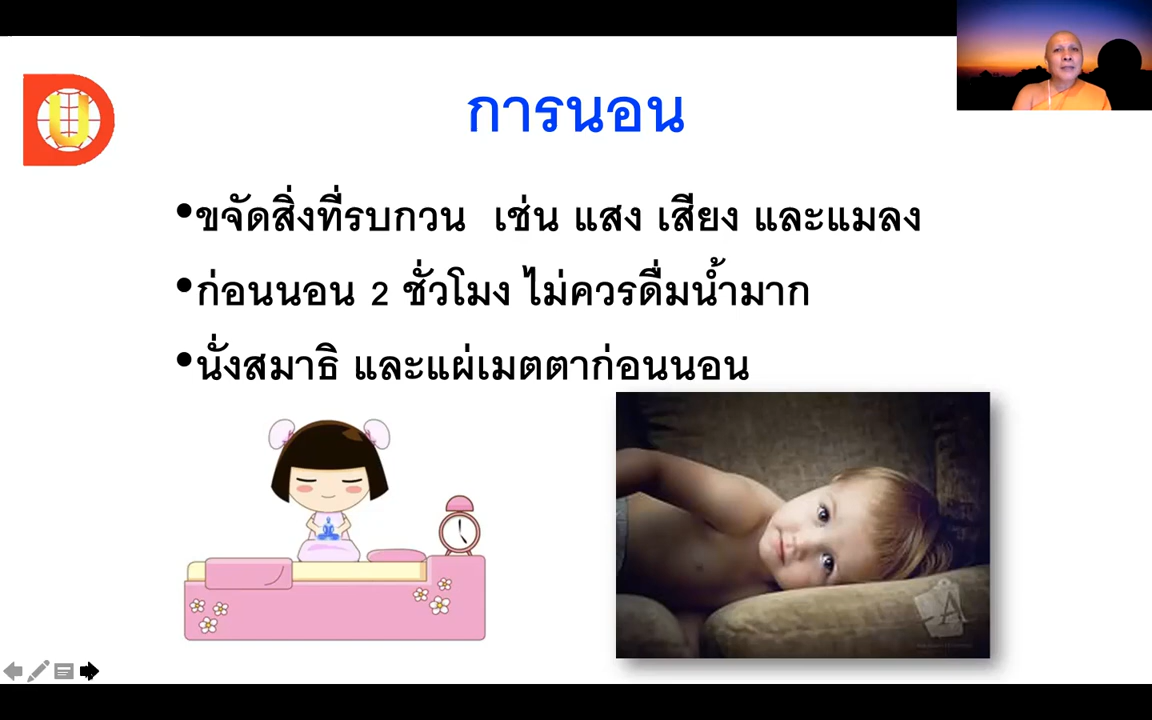 การนอน
•ขจัดสิ่งที่รบกวน เช่น แสง เสียง และแมลง
•ก่อนนอน 2 ชั่วโมง ไม่ควรดื่มน้ำมาก
•นั่งสมาธิ และแผ่เมตตาก่อนนอน
U
A